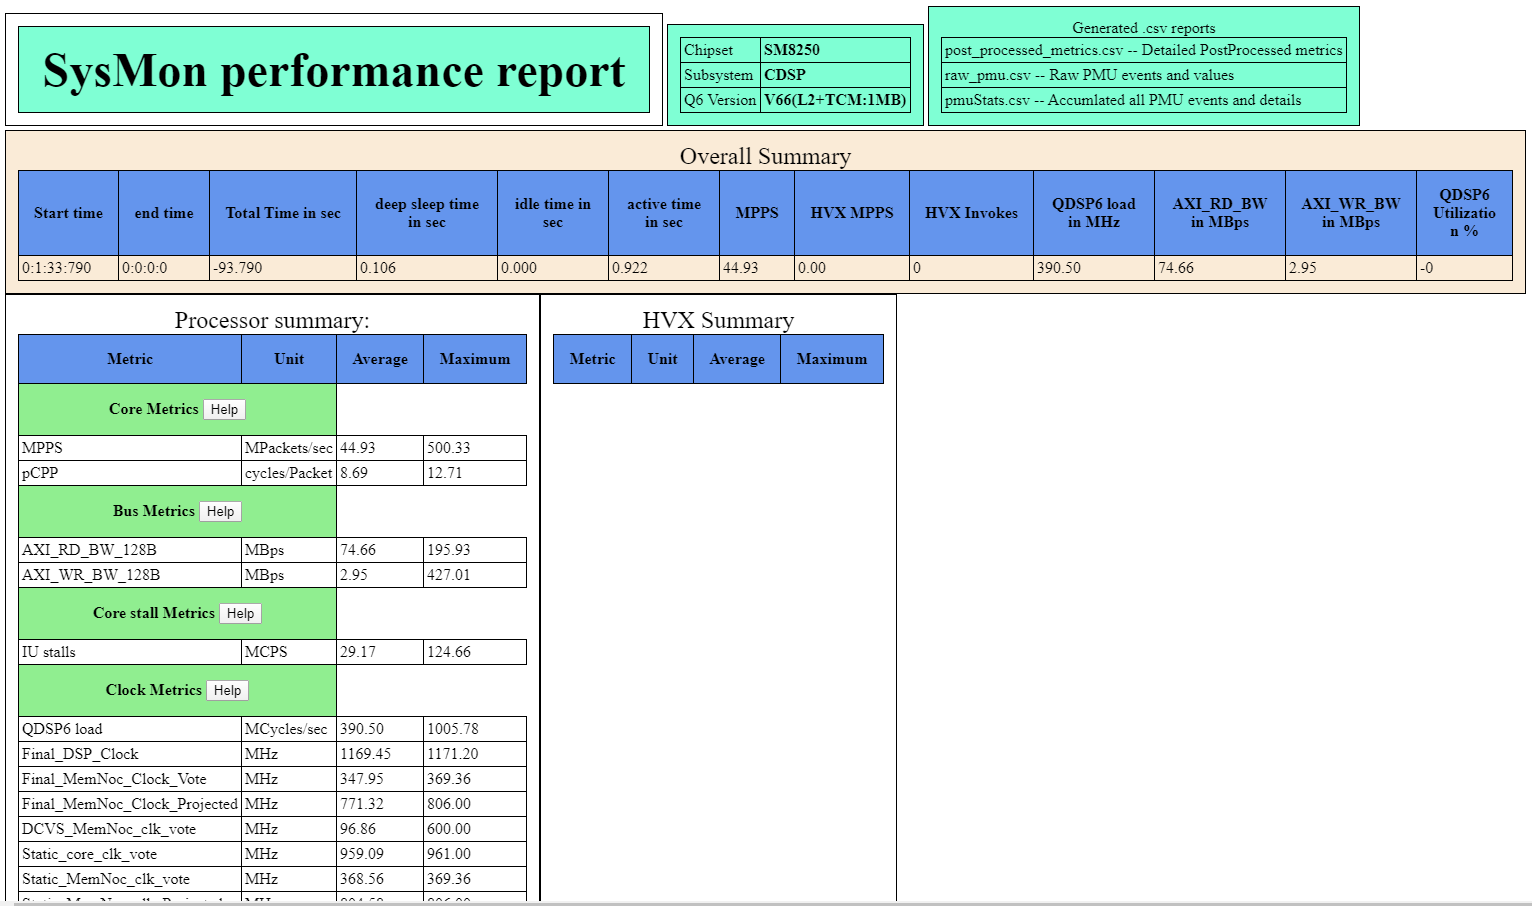 SysMon performance report
Chipset SM8250
Subsystem CDSP
Q6 Version V66(L2+TCM:1MB)
Generated .csv reports
post_processed_metrics.csv -- Detailed PostProcessed metrics
raw_pmu.csv -- Raw PMU events and values
pmuStats.csv -- Accumlated all PMU events and details
Overall Summary
Start time end time Total Time in sec deep sleep time in sec idle time in sec active time in sec MPPS HVX MPPS HVX Invokes QDSP6 load in MHz AXI_RD_BW in MBps AXI_WR_BW in MBps QDSP6 Utilizatio n %
0:1:33:790 0:0:0:0 -93.790 0.106 0.000 0.922 44.93 0.00 0 390.50 74.66 2.95 -0
Processor summary:
Metric Unit Average Maximum
Core Metrics Help
MPPS MPackets/sec 44.93 500.33
pCPP cycles/Packet 8.69 12.71
Bus Metrics Help
AXI_RD_BW_128B MBps 74.66 195.93
AXI_WR_BW_128B MBps 2.95 427.01
Core stall Metrics Help
IU stalls MCPS 29.17 124.66
Clock Metrics Help
QDSP6 load MCycles/sec 390.50 1005.78
Final_DSP_Clock MHz 1169.45 1171.20
Final_MemNoc_Clock_Vote MHz 347.95 369.36
Final_MemNoc_Clock_Projected MHz 771.32 806.00
DCVS_MemNoc_clk_vote MHz 96.86 600.00
Static_core_clk_vote MHz 959.09 961.00
Static_MemNoc_clk_vote MHz 368.56 369.36
HVX Summary
Metric Unit Average Maximum